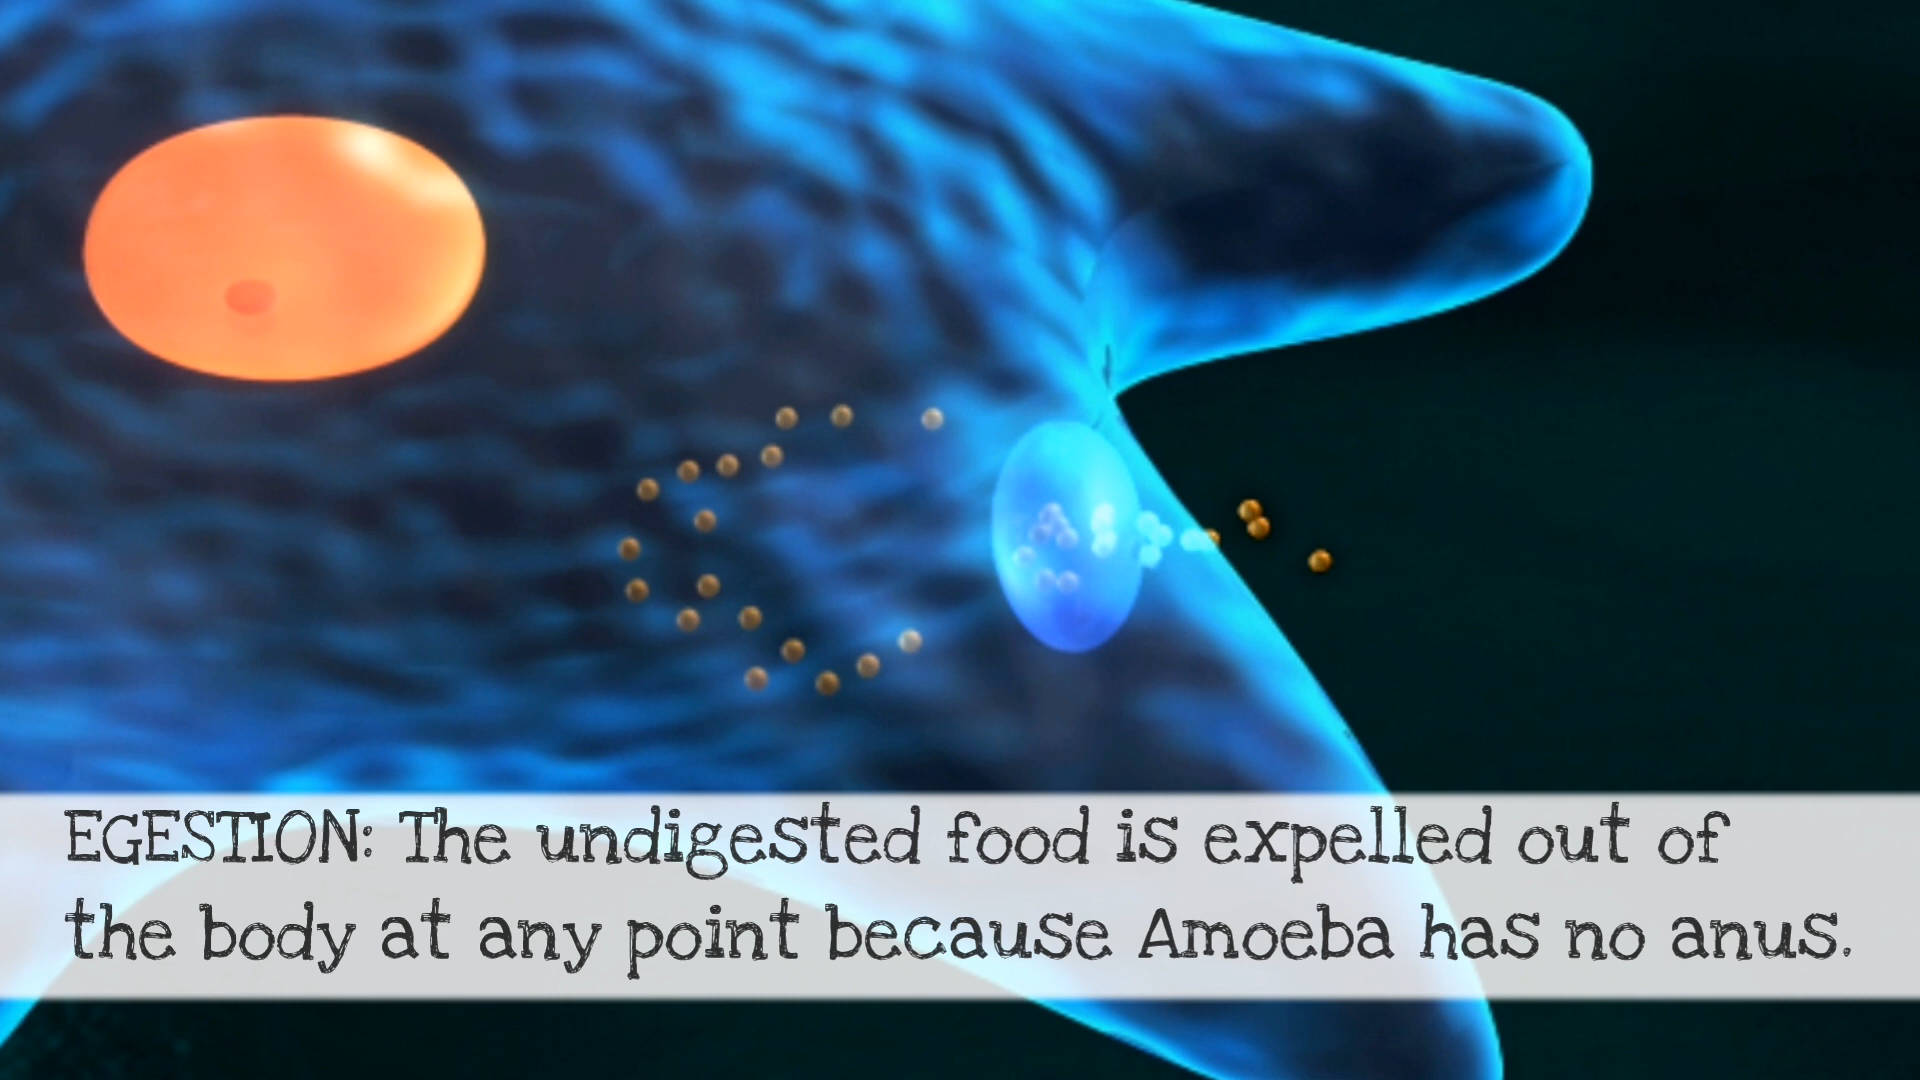 EGESTION: The undigested food is expelled out of
the body at any point because Amoeba has no anus.